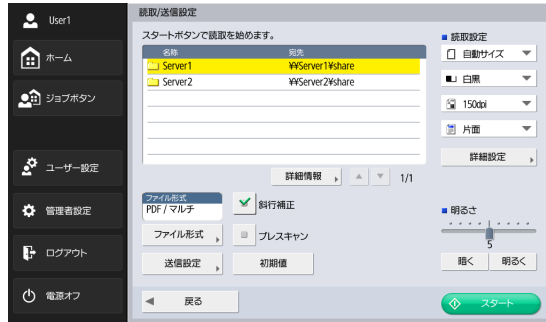 User1
ホーム
ジョブボタン
ユーザー設定
管理者設定
ログアウト
電源オフ
読取/送信設定
スタートボタンで読取を始めます。
名称 宛先
Server1 ¥¥Server1¥share
Server2 ¥¥Server2¥share
詳細情報 1/1
ファイル形式
PDF / マルチ
斜行補正
ファイル形式
プレスキャン
送信設定
初期値
戻る
読取設定
自動サイズ
白黒
150dpi
片面
詳細設定
明るさ
5
暗く 明るく
スタート